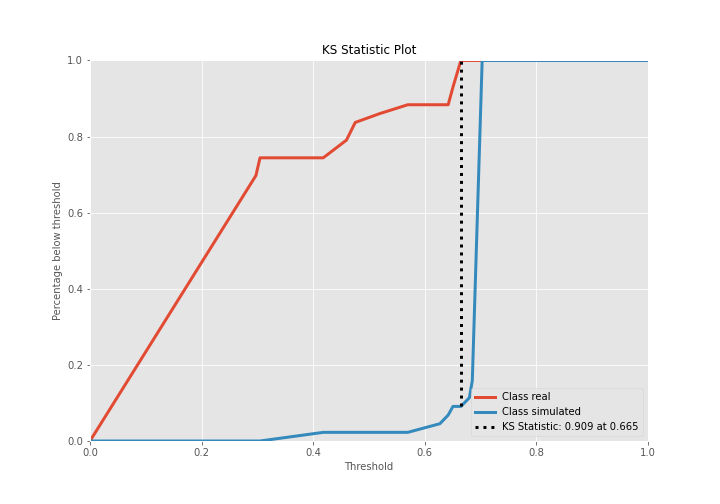 KS Statistic Plot
1.0
0.8
0.6
0.4
0.2
0.0
Percentage below threshold
0.0 0.2 0.4 0.6 0.8 1.0
Threshold
Class real
Class simulated
KS Statistic: 0.909 at 0.665